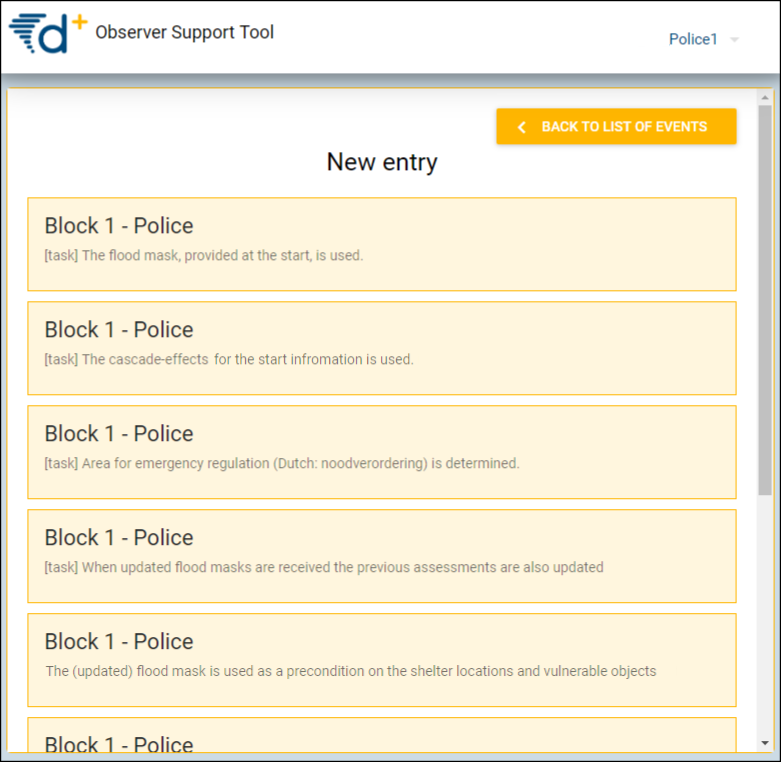 d+
Observer Support Tool
Police1
BACK TO LIST OF EVENTS
New entry
Block 1 - Police
[task] The flood mask, provided at the start, is used.
Block 1 - Police
[task] The cascade-effects for the start infromation is used.
Block 1 - Police
[task] Area for emergency regulation (Dutch: noodverordering) is determined.
Block 1 - Police
[task] When updated flood masks are received the previous assessments are also updated
Block 1 - Police
The (updated) flood mask is used as a precondition on the shelter locations and vulnerable objects
Block 1 - Police